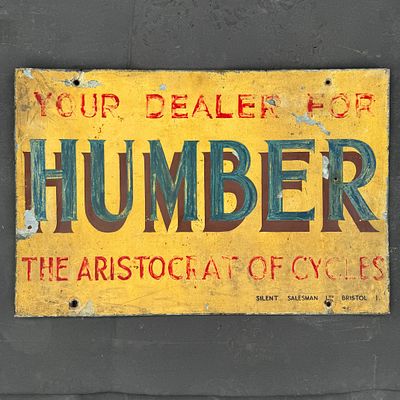 YOUR DEALER FOR
HUMBER
THE ARISTOCRAT OF CYCLES
SILENT SALESMAN LTD BRISTOL 1.